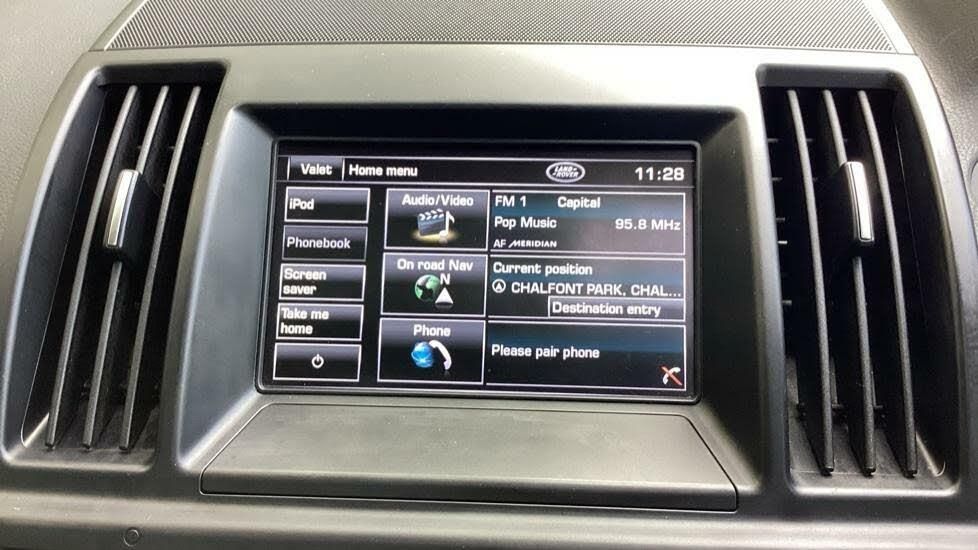 Valet
Home menu
LAND ROVER
11:28
iPod
Phonebook
Screen
saver
Take me
home
Audio/Video
FM 1 Capital
Pop Music 95.8 MHz
AF MERIDIAN
On road Nav
N
Current position
CHALFONT PARK, CHAL...
Destination entry
Phone
Please pair phone